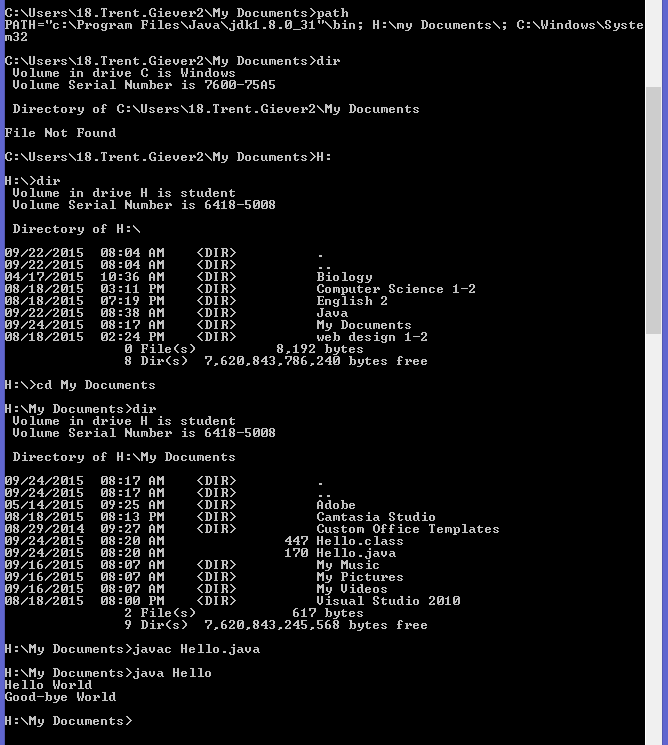 C:\Users\18.Trent.Giever2\My Documents>path
PATH="c:\Program Files\Java\jdk1.8.0_31"\bin; H:\my Documents\; C:\Windows\Syste
m32
C:\Users\18.Trent.Giever2\My Documents>dir
Volume in drive C is Windows
Volume Serial Number is 7600-75A5
Directory of C:\Users\18.Trent.Giever2\My Documents
File Not Found
C:\Users\18.Trent.Giever2\My Documents>H:
H:\>dir
Volume in drive H is student
Volume Serial Number is 6418-5008
Directory of H:\
09/22/2015  08:04 AM    <DIR>          .
09/22/2015  08:04 AM    <DIR>          ..
04/17/2015  10:36 AM    <DIR>          Biology
08/18/2015  03:11 PM    <DIR>          Computer Science 1-2
08/18/2015  07:19 PM    <DIR>          English 2
09/22/2015  08:38 AM    <DIR>          Java
09/24/2015  08:17 AM    <DIR>          My Documents
08/18/2015  02:24 PM    <DIR>          web design 1-2
0 File(s)          8,192 bytes
8 Dir(s)  7,620,843,786,240 bytes free
H:\>cd My Documents
H:\My Documents>dir
Volume in drive H is student
Volume Serial Number is 6418-5008
Directory of H:\My Documents
09/24/2015  08:17 AM    <DIR>          .
09/24/2015  08:17 AM    <DIR>          ..
05/14/2015  09:25 AM    <DIR>          Adobe
08/18/2015  08:13 PM    <DIR>          Camtasia Studio
08/29/2014  09:27 AM    <DIR>          Custom Office Templates
09/24/2015  08:20 AM               447 Hello.class
09/24/2015  08:20 AM               170 Hello.java
09/16/2015  08:07 AM    <DIR>          My Music
09/16/2015  08:07 AM    <DIR>          My Pictures
09/16/2015  08:07 AM    <DIR>          My Videos
08/18/2015  08:00 PM    <DIR>          Visual Studio 2010
2 File(s)            617 bytes
9 Dir(s)  7,620,843,245,568 bytes free
H:\My Documents>javac Hello.java
H:\My Documents>java Hello
Hello World
Good-bye World
H:\My Documents>